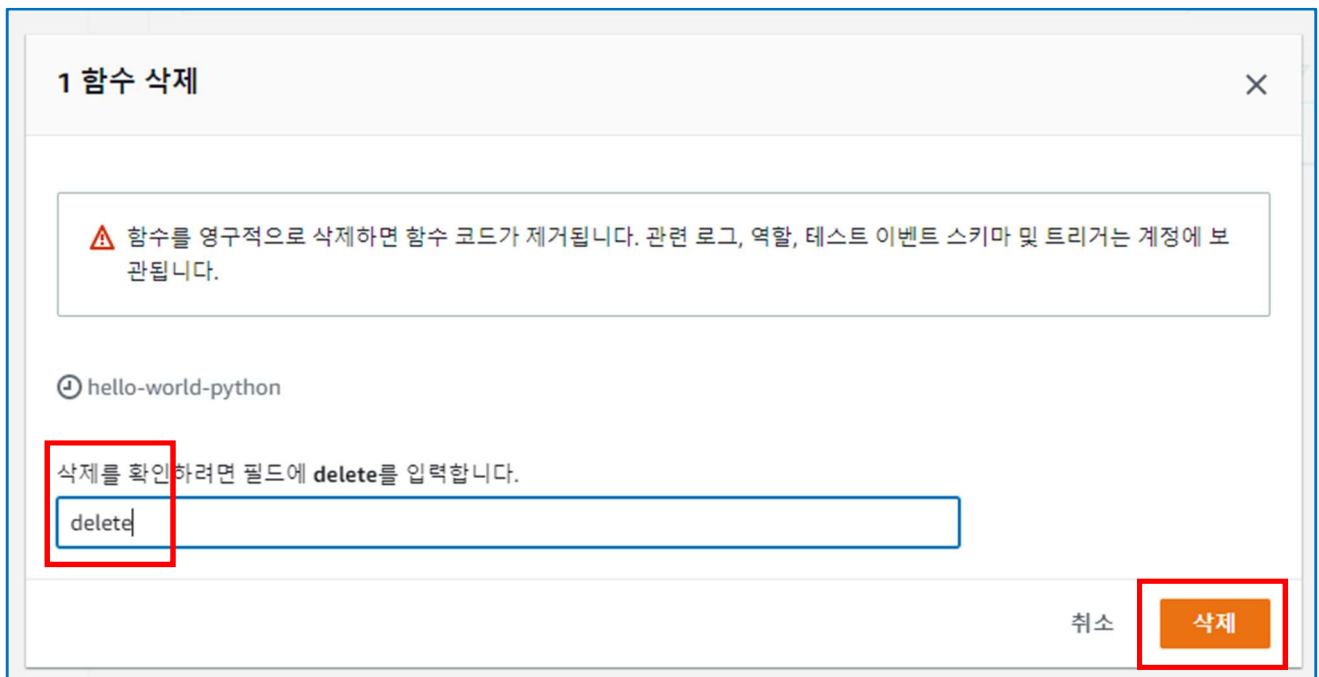 1 함수 삭제
함수를 영구적으로 삭제하면 함수 코드가 제거됩니다. 관련 로그, 역할, 테스트 이벤트 스키마 및 트리거는 계정에 보
관됩니다.
hello-world-python
삭제를 확인하려면 필드에 delete를 입력합니다.
delete
취소 삭제